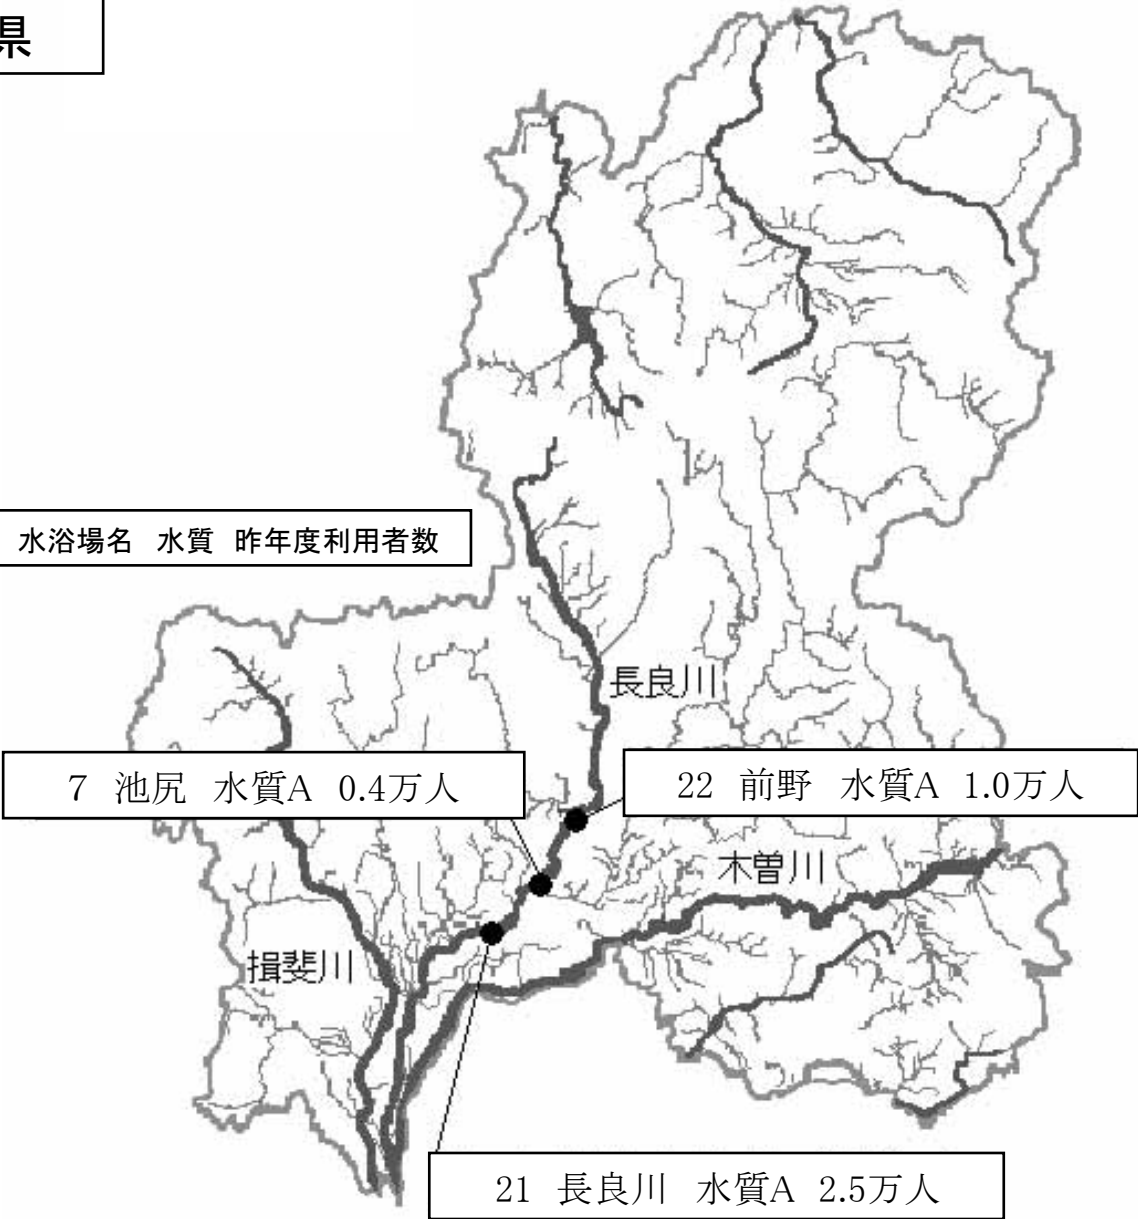 県
水浴場名 水質 昨年度利用者数
長良川
7 池尻 水質A 0.4万人
22 前野 水質A 1.0万人
木曽川
揖斐川
21 長良川 水質A 2.5万人